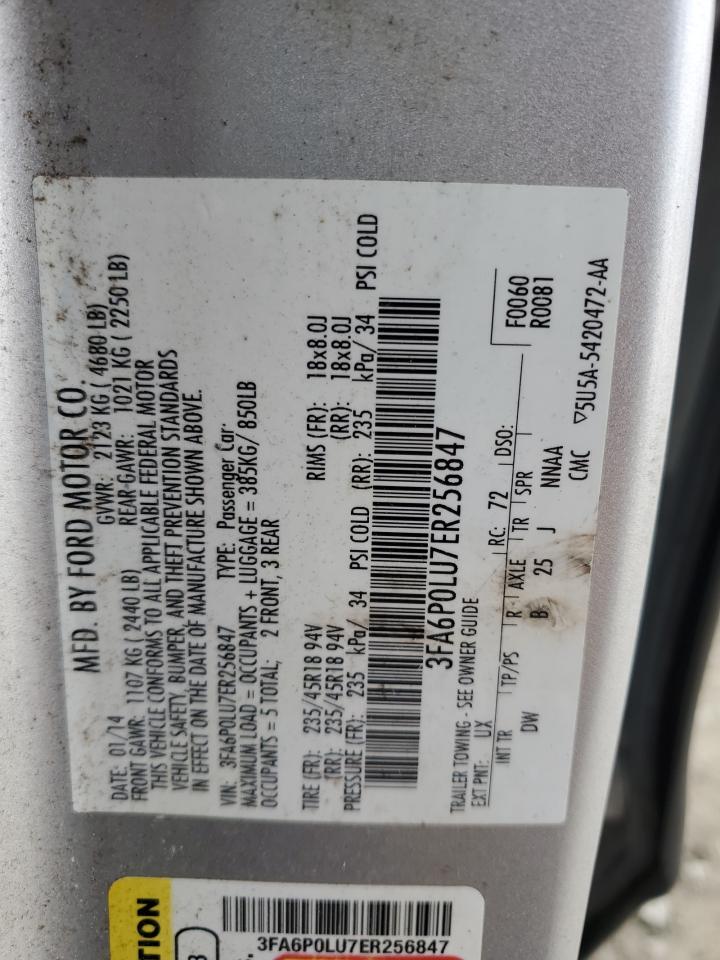 MFD. BY FORD MOTOR CO.
DATE: 01/14 GVWR: 2123 KG ( 4680 LB)
FRONT GAWR: 1107 KG (2440 LB) REAR GAWR: 1021 KG ( 2250 LB)
THIS VEHICLE CONFORMS TO ALL APPLICABLE FEDERAL MOTOR
VEHICLE SAFETY, BUMPER, AND THEFT PREVENTION STANDARDS
IN EFFECT ON THE DATE OF MANUFACTURE SHOWN ABOVE.
VIN: 3FA6P0LU7ER256847 TYPE: Passenger Car
MAXIMUM LOAD = OCCUPANTS + LUGGAGE = 385KG/ 850LB
OCCUPANTS = 5 TOTAL; 2 FRONT, 3 REAR
TIRE (FR): 235/45R18 94V RIMS (FR): 18x8.0J
(RR): 235/45R18 94V (RR): 18x8.0J
PRESSURE (FR): 235 kPa/ 34 PSI COLD (RR): 235 kPa/ 34 PSI COLD
3FA6P0LU7ER256847
TRAILER TOWING - SEE OWNER GUIDE
EXT PNT: UX RC: 72 DSO: F0060
R0081
INT TR TP/PS R AXLE TR SPR
DW B 25 J NNAA
CMC ▽5U5A-5420472-AA
TION
3FA6P0LU7ER256847